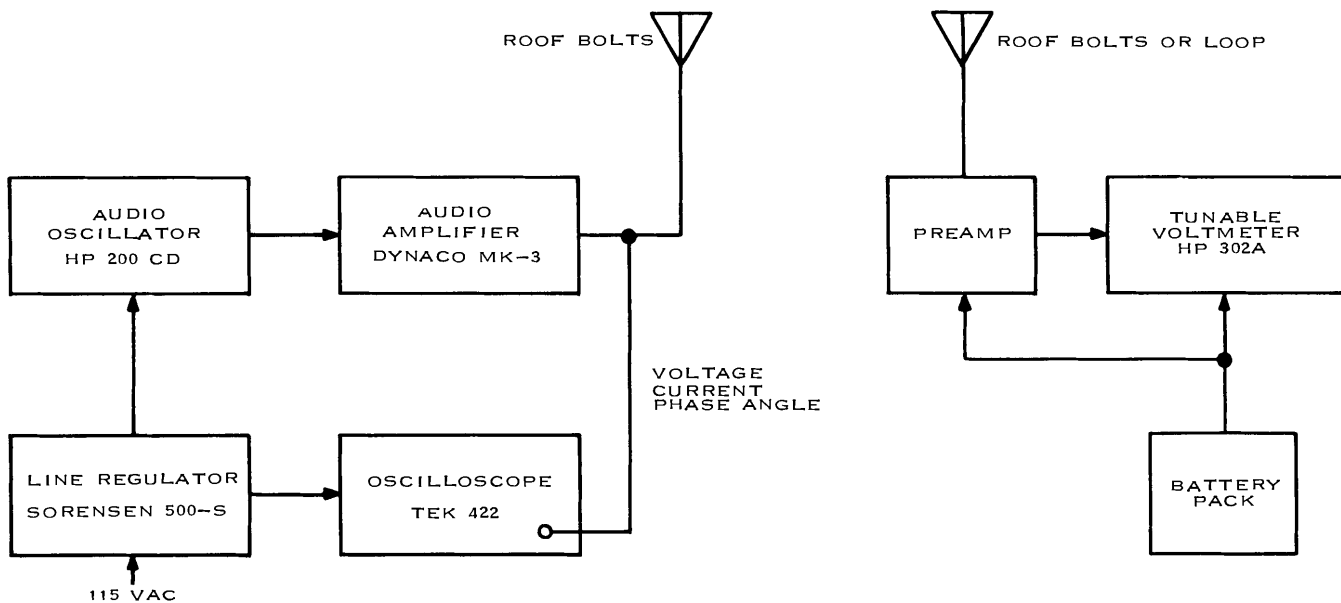 ROOF BOLTS
ROOF BOLTS OR LOOP
AUDIO
OSCILLATOR
HP 200 CD
AUDIO
AMPLIFIER
DYNACO MK-3
PREAMP
TUNABLE
VOLTMETER
HP 302A
VOLTAGE
CURRENT
PHASE ANGLE
LINE REGULATOR
SORENSEN 500-S
OSCILLOSCOPE
TEK 422
BATTERY
PACK
115 VAC